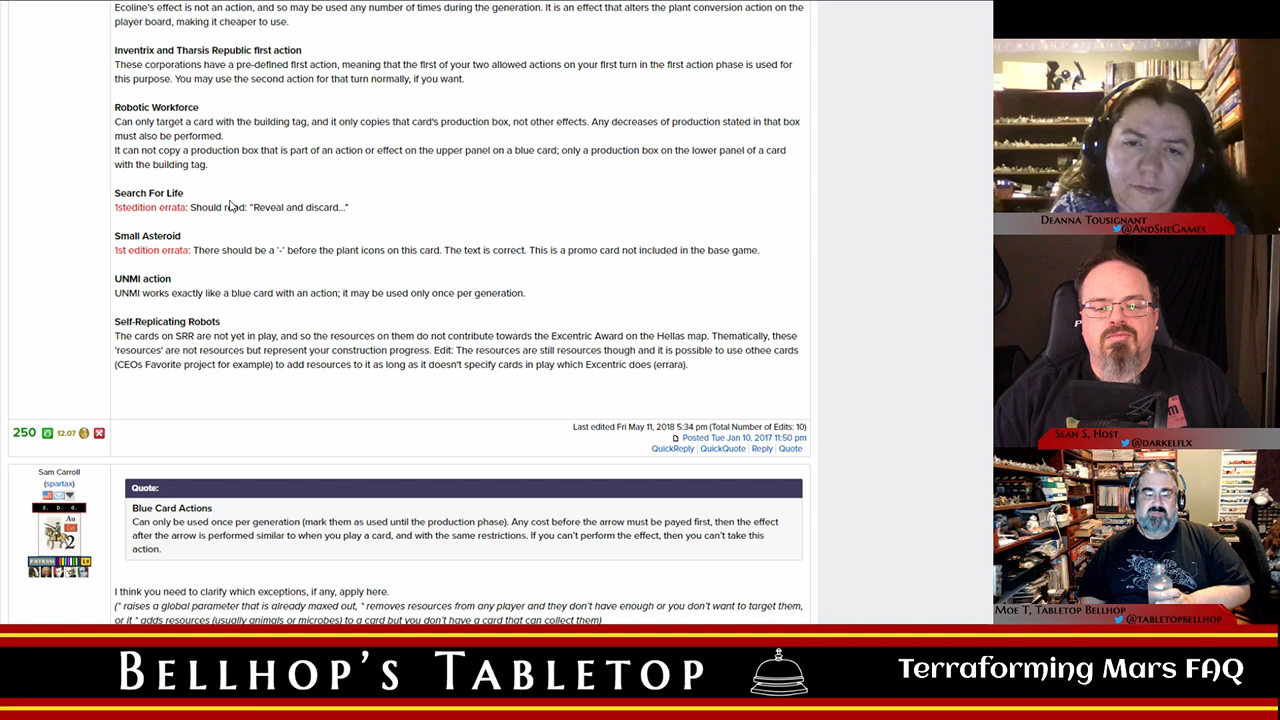 Ecoline's effect is not an action, and so may be used any number of times during the generation. It is an effect that alters the plant conversion action on the
player board, making it cheaper to use.
Inventrix and Tharsis Republic first action
These corporations have a pre-defined first action, meaning that the first of your two allowed actions on your first turn in the first action phase is used for
this purpose. You may use the second action for that turn normally, if you want.
Robotic Workforce
Can only target a card with the building tag, and it only copies that card's production box, not other effects. Any decreases of production stated in that box
must also be performed.
It can not copy a production box that is part of an action or effect on the upper panel on a blue card; only a production box on the lower panel of a card
with the building tag.
Search For Life
1stedition errata: Should read: "Reveal and discard..."
Small Asteroid
1st edition errata: There should be a '-' before the plant icons on this card. The text is correct. This is a promo card not included in the base game.
UNMI action
UNMI works exactly like a blue card with an action; it may be used only once per generation.
Self-Replicating Robots
The cards on SRR are not yet in play, and so the resources on them do not contribute towards the Excentric Award on the Hellas map. Thematically, these
'resources' are not resources but represent your construction progress. Edit: The resources are still resources though and it is possible to use othee cards
(CEOs Favorite project for example) to add resources to it as long as it doesn't specify cards in play which Excentric does (errara).
250 12.07
Last edited Fri May 11, 2018 5:34 pm (Total Number of Edits: 10)
Posted Tue Jan 10, 2017 11:50 pm
QuickReply | QuickQuote | Reply | Quote
Sam Carroll
(spartax)
S. D. G.
Au
2
PATRON
Quote:
Blue Card Actions
Can only be used once per generation (mark them as used until the production phase). Any cost before the arrow must be payed first, then the effect
after the arrow is performed similar to when you play a card, and with the same restrictions. If you can't perform the effect, then you can't take this
action.
I think you need to clarify which exceptions, if any, apply here.
(* raises a global parameter that is already maxed out, * removes resources from any player and they don't have enough or you don't want to target them,
or it * adds resources (usually animals or microbes) to a card but you don't have a card that can collect them)
Deanna Tousignant
@AndSheGames
Sean S, Host
@darkelflx
Moe T, Tabletop Bellhop
@tabletopbellhop
Bellhop's Tabletop
Terraforming Mars FAQ